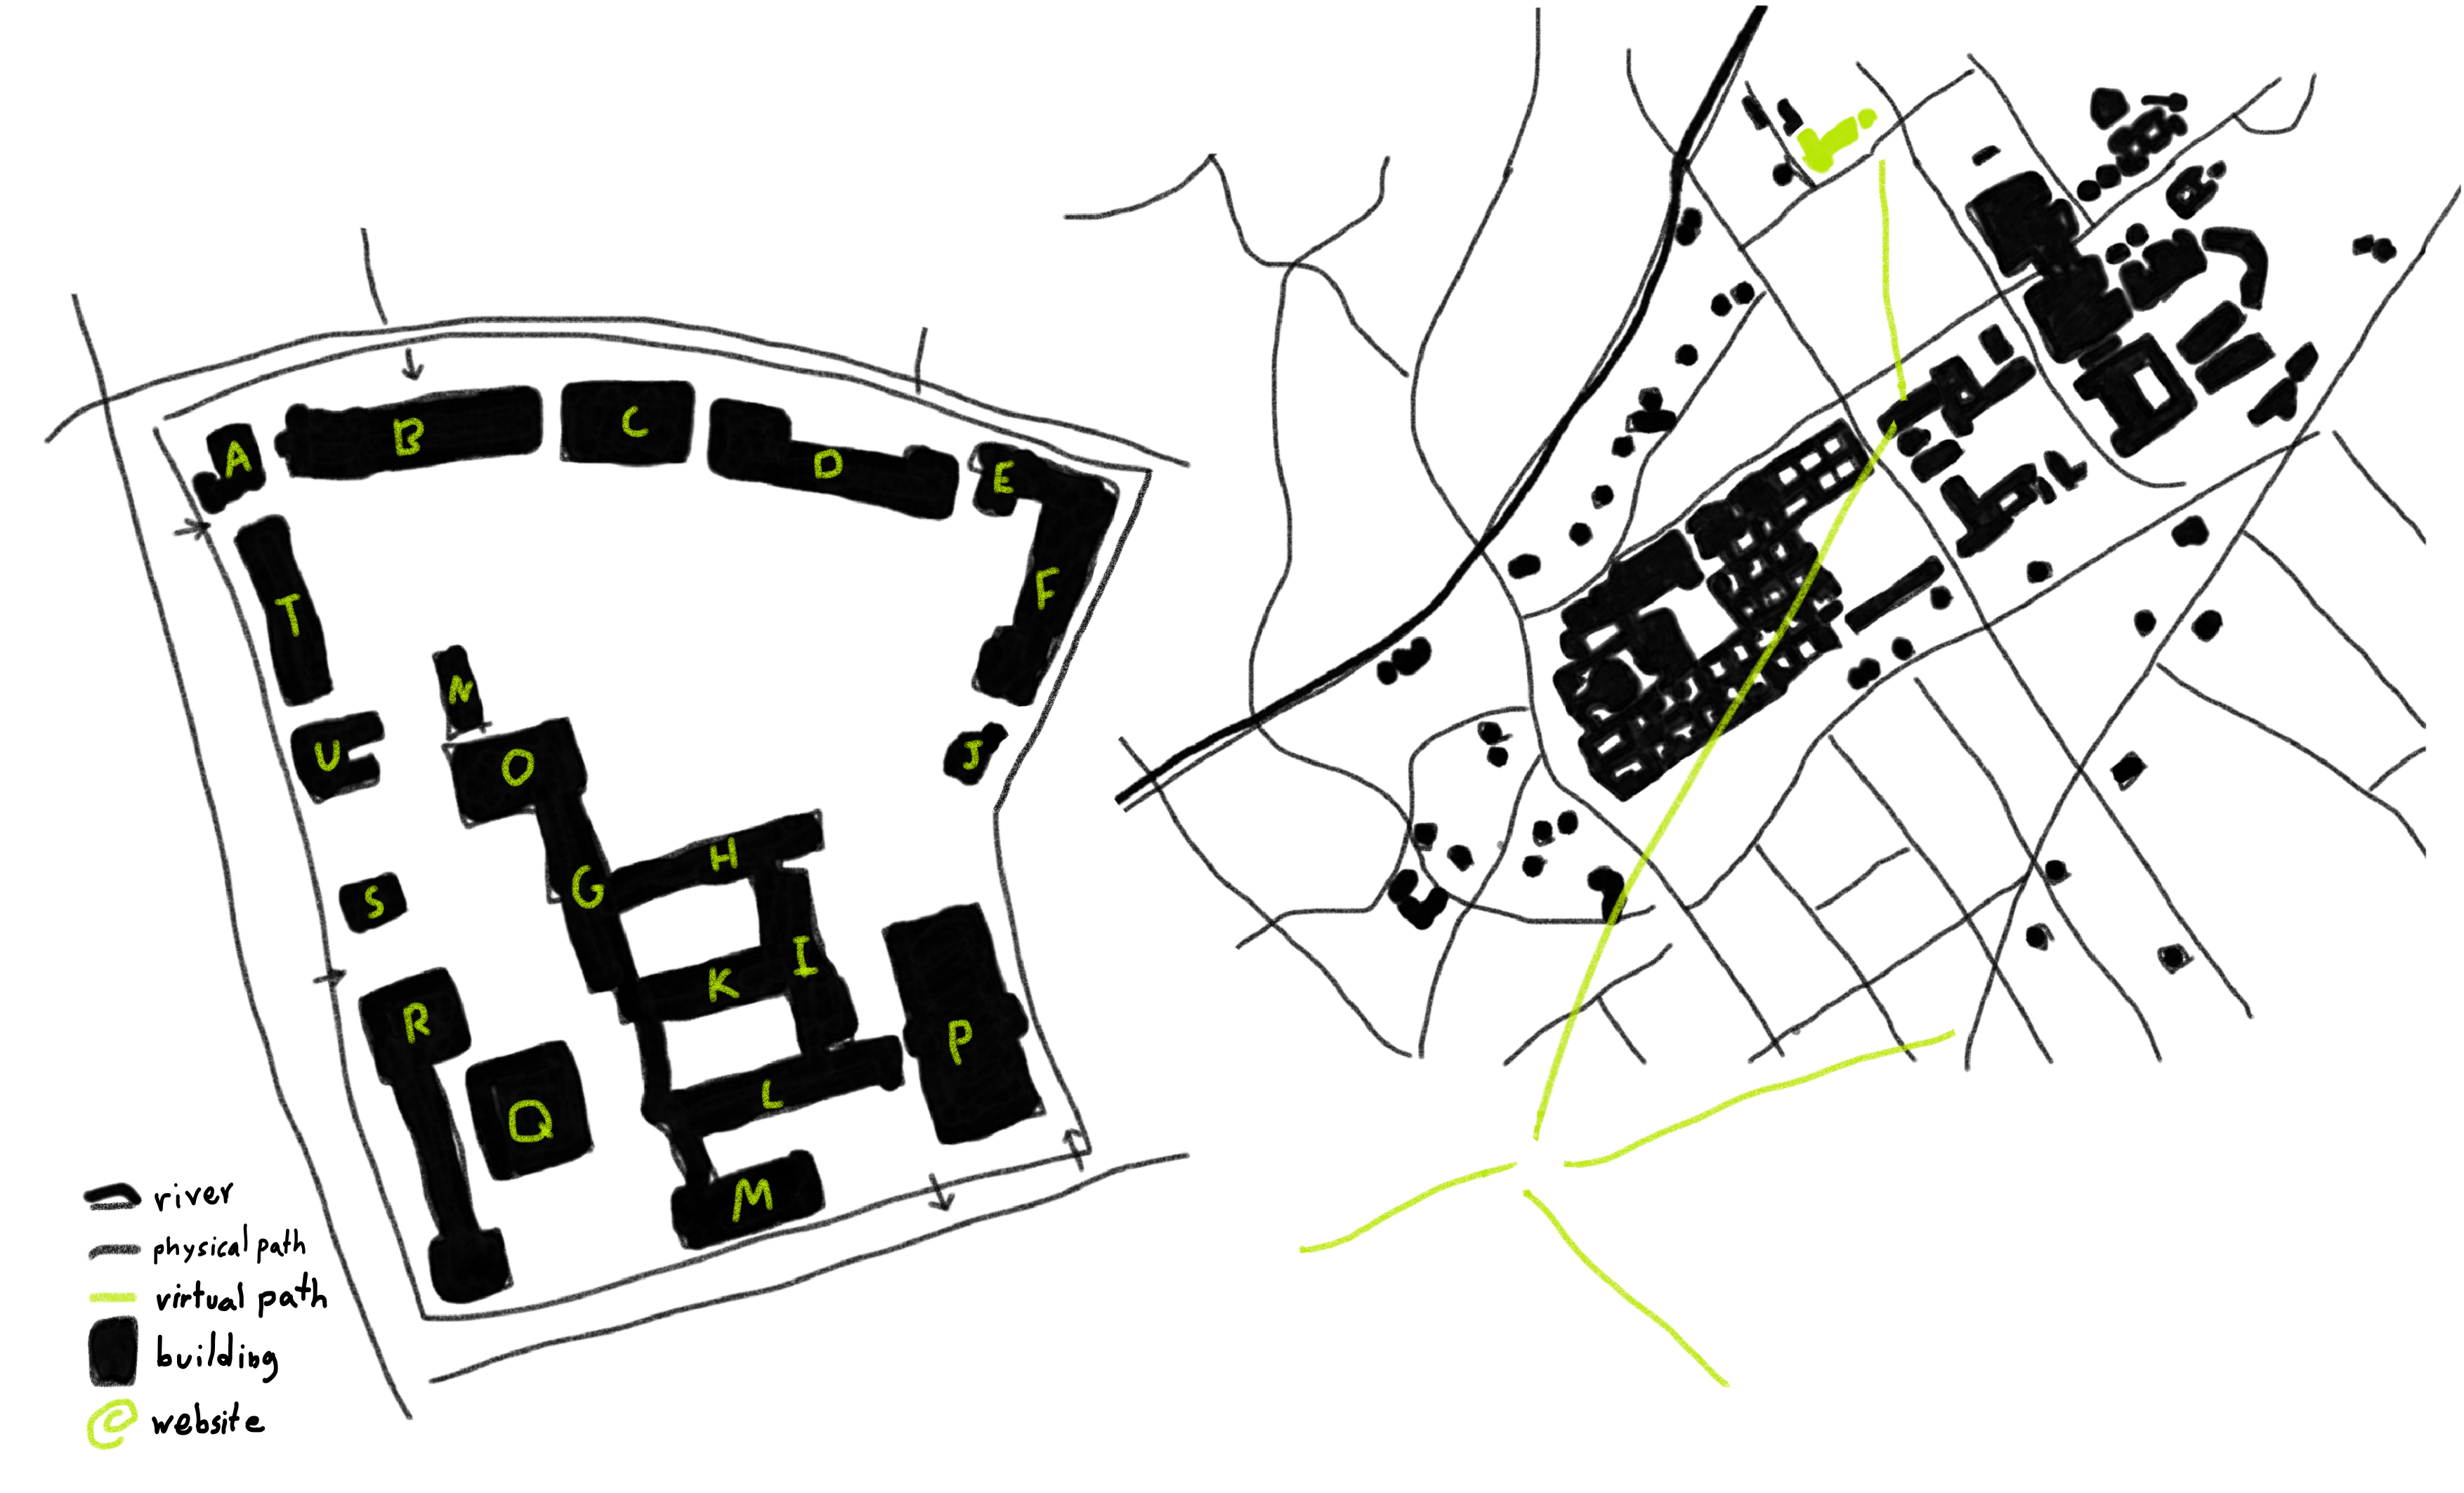 A
B
C
D
E
F
T
N
U
O
J
H
G
S
I
K
R
P
L
Q
M
river
physical path
virtual path
building
@ website